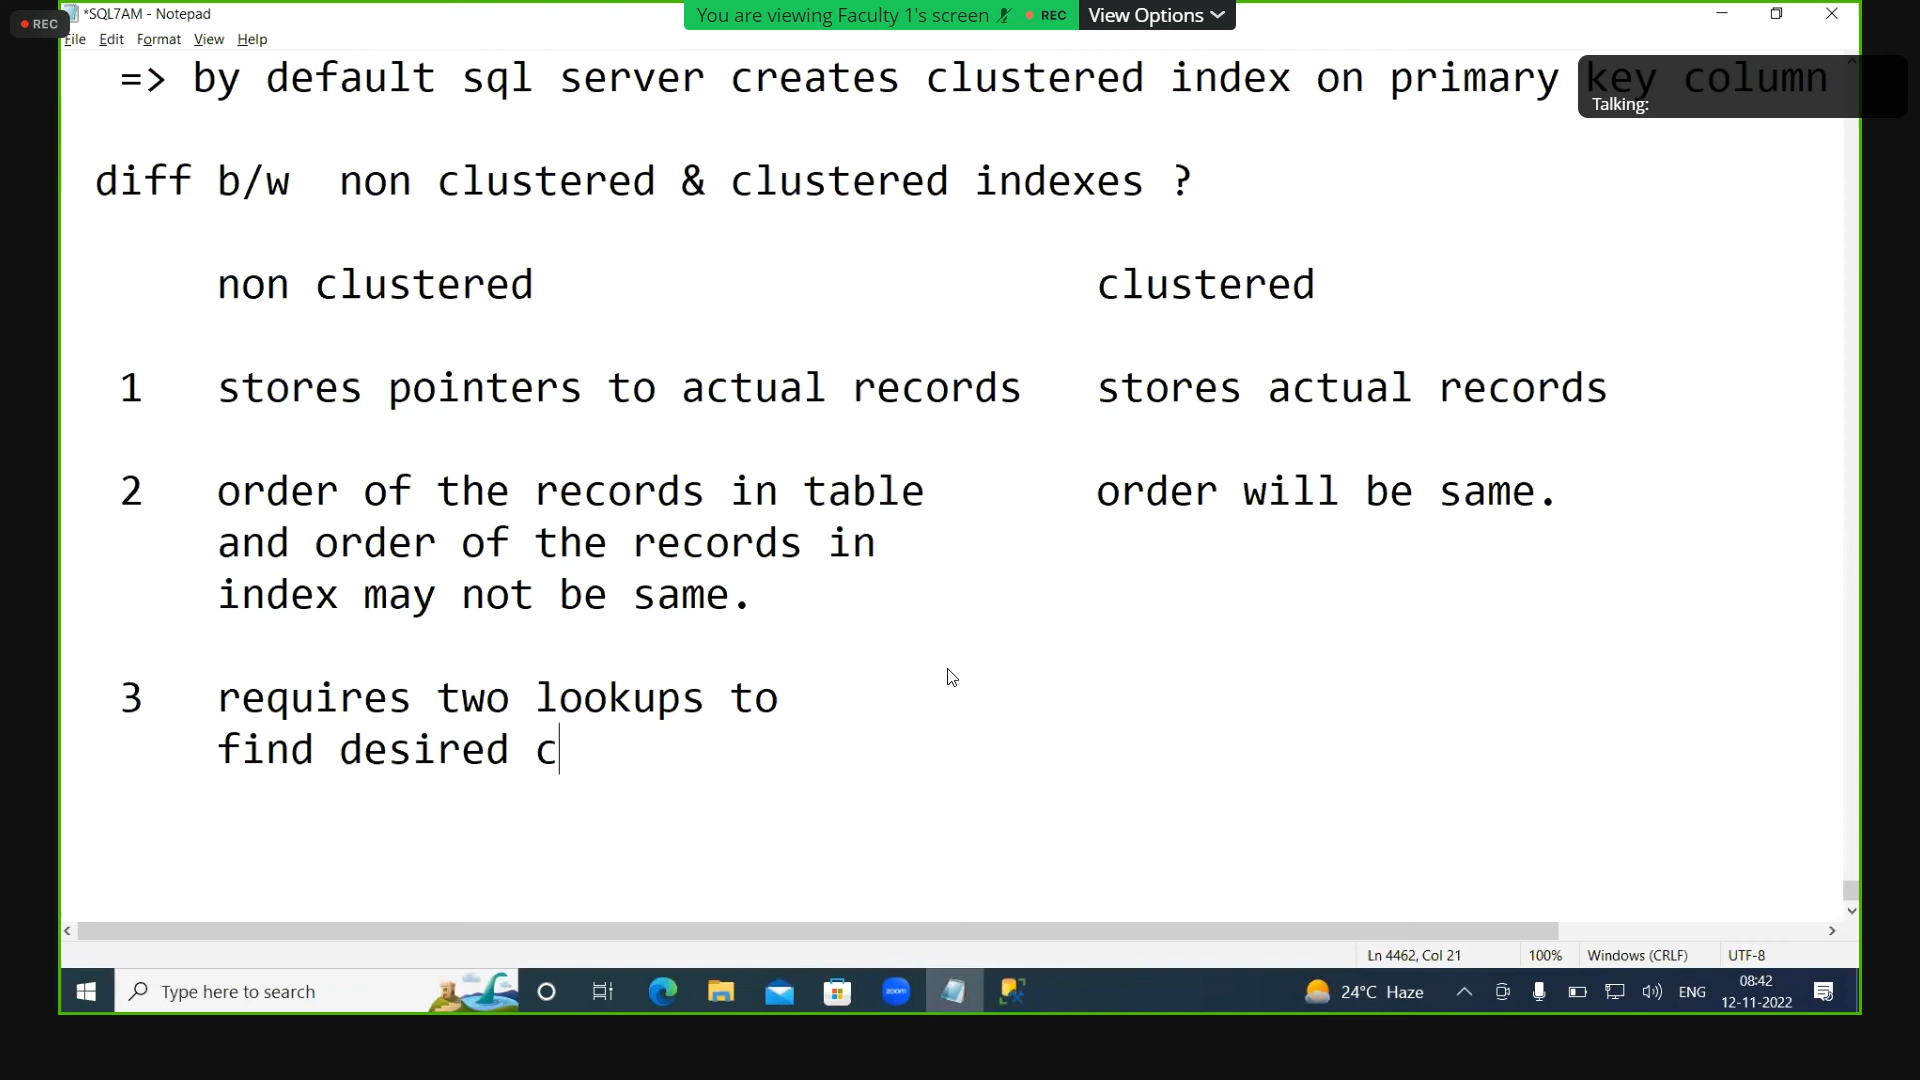 REC
*SQL7AM - Notepad
You are viewing Faculty 1's screen REC View Options
File Edit Format View Help
=> by default sql server creates clustered index on primary key column
Talking:
diff b/w non clustered & clustered indexes ?
non clustered clustered
1 stores pointers to actual records stores actual records
2 order of the records in table order will be same.
and order of the records in
index may not be same.
3 requires two lookups to
find desired c
Ln 4462, Col 21 100% Windows (CRLF) UTF-8
Type here to search zoom 24°C Haze ENG 08:42
12-11-2022